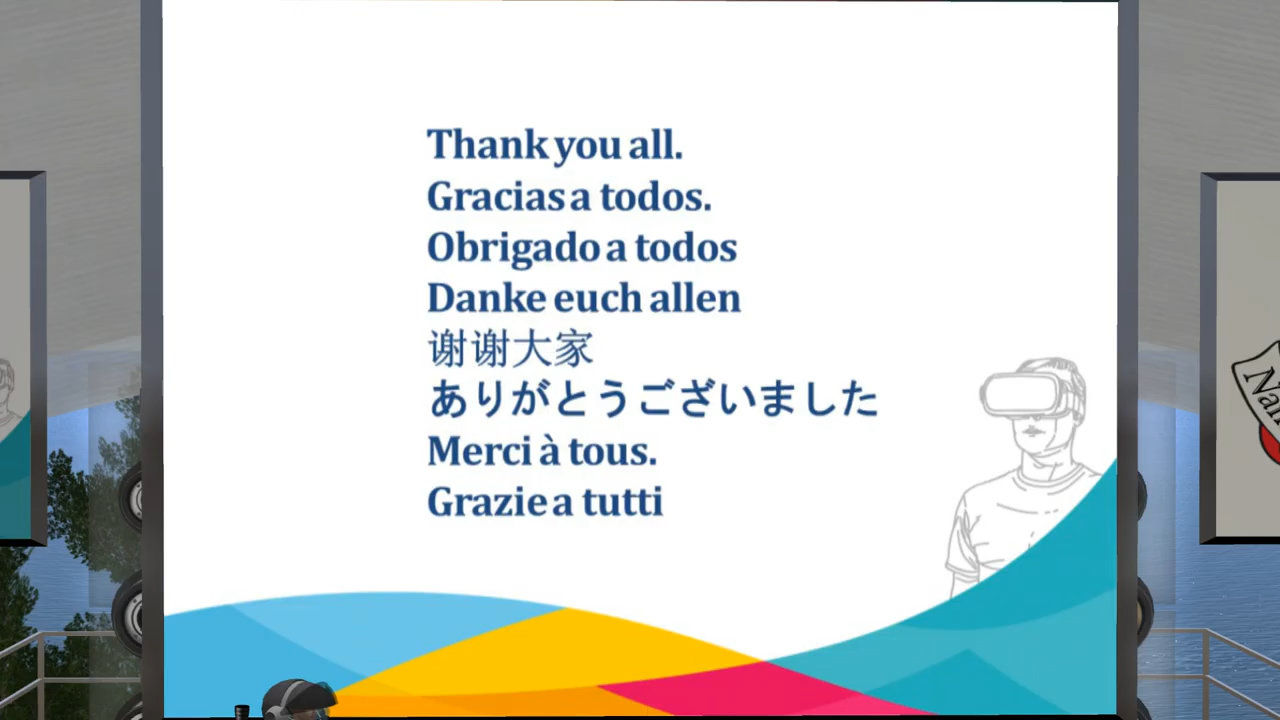 Thank you all.
Gracias a todos.
Obrigado a todos
Danke euch allen
谢谢大家
ありがとうございました
Merci à tous.
Grazie a tutti